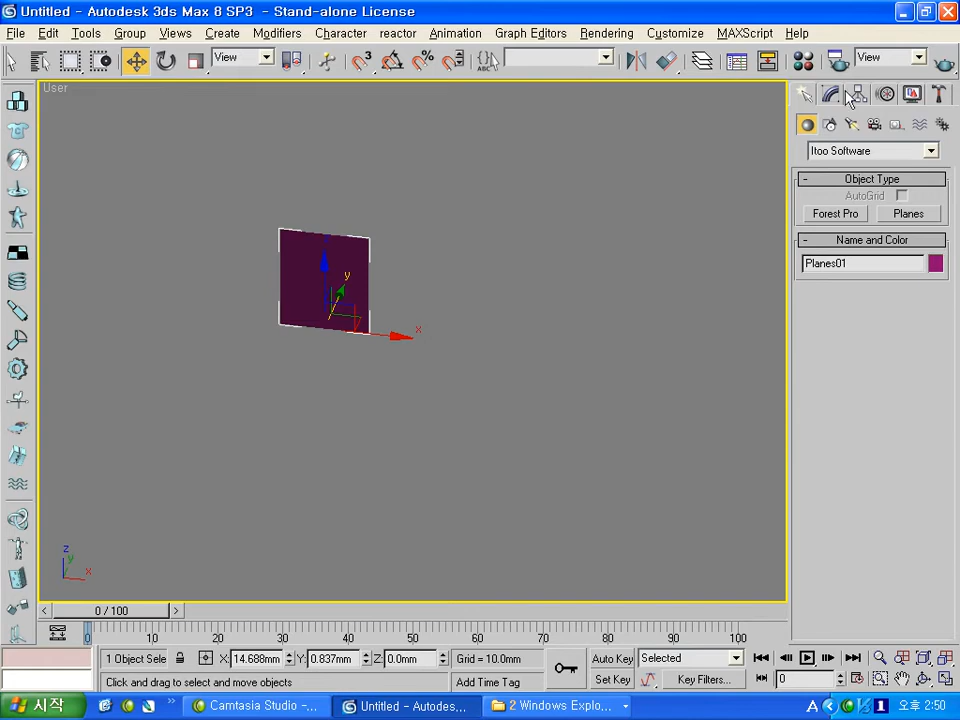 Untitled - Autodesk 3ds Max 8 SP3 - Stand-alone License
File Edit Tools Group Views Create Modifiers Character reactor Animation Graph Editors Rendering Customize MAXScript Help
View
3
%
View
User
Itoo Software
- Object Type
AutoGrid
Forest Pro Planes
- Name and Color
Planes01
y
x
z
y
x
< 0 / 100 >
0 10 20 30 40 50 60 70 80 90 100
1 Object Sele X: 14.688mm Y: 0.837mm Z: 0.0mm Grid = 10.0mm Auto Key Selected
Click and drag to select and move objects Add Time Tag Set Key Key Filters... 0
시작 Camtasia Studio -... Untitled - Autodes... 2 Windows Explo... A 1 오후 2:50